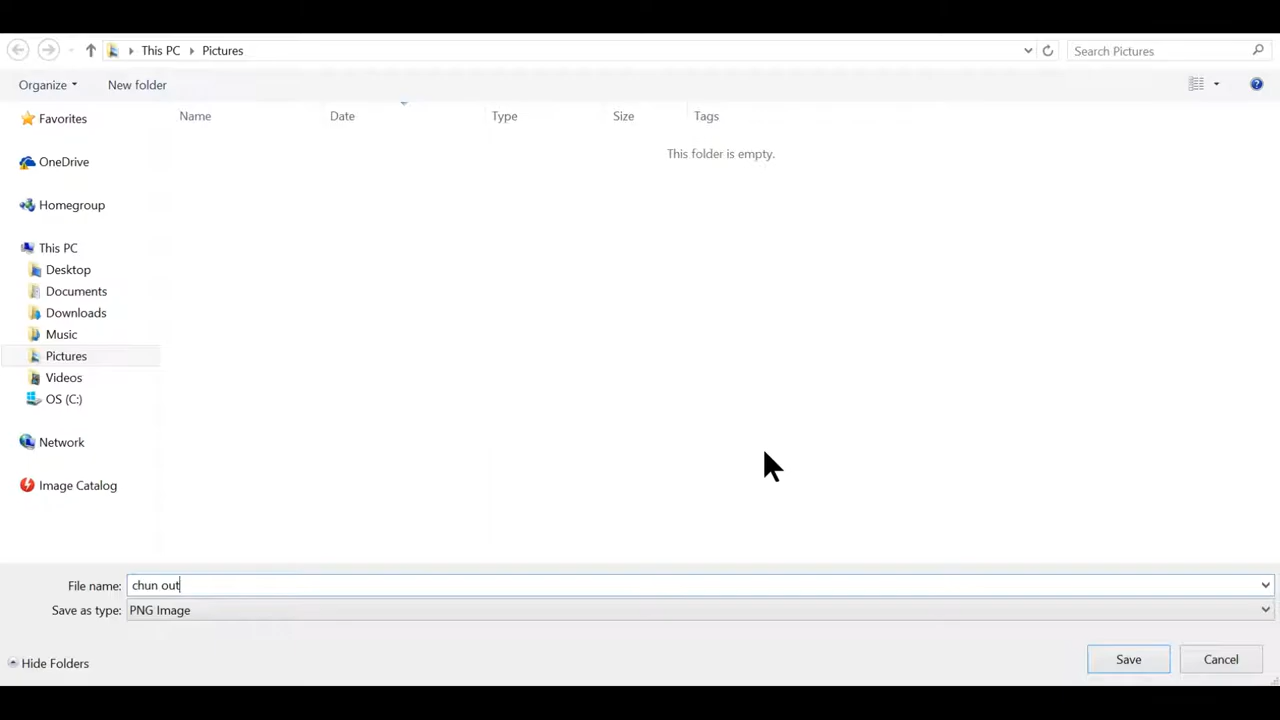 This PC Pictures
Search Pictures
Organize
New folder
Name Date Type Size Tags
This folder is empty.
Favorites
OneDrive
Homegroup
This PC
Desktop
Documents
Downloads
Music
Pictures
Videos
OS (C:)
Network
Image Catalog
File name: chun out
Save as type: PNG Image
Hide Folders
Save
Cancel